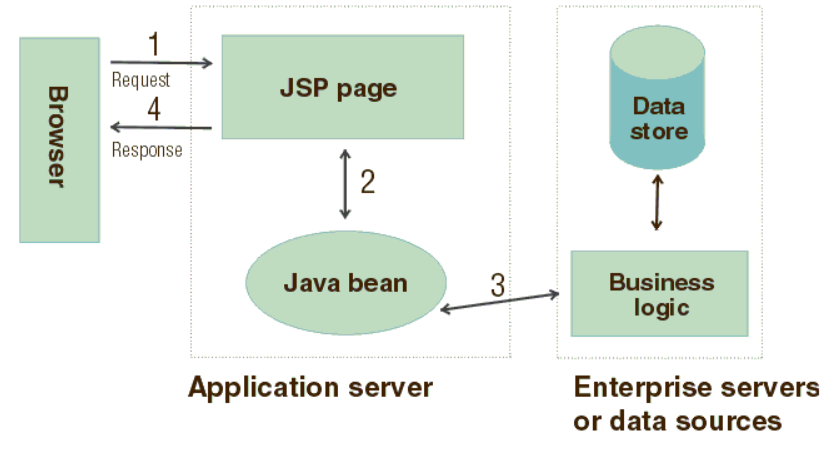 Browser
1
Request
4
Response
JSP page
2
Java bean
3
Data
store
Business
logic
Application server
Enterprise servers
or data sources